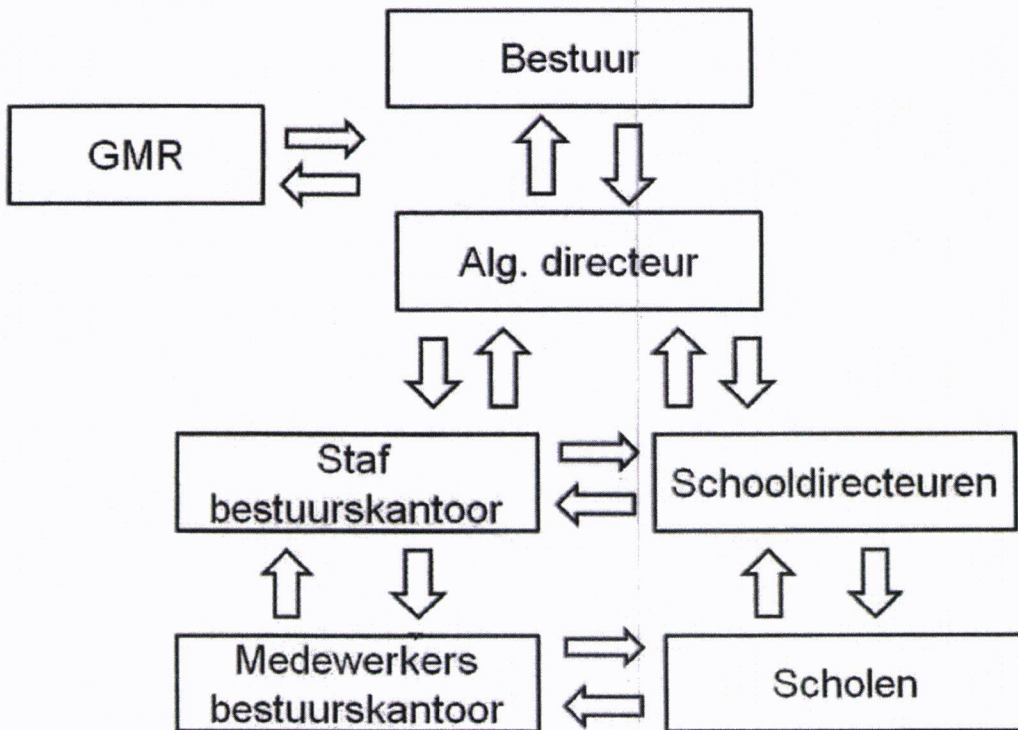 Bestuur
GMR
Alg. directeur
Staf
bestuurskantoor
Schooldirecteuren
Medewerkers
bestuurskantoor
Scholen